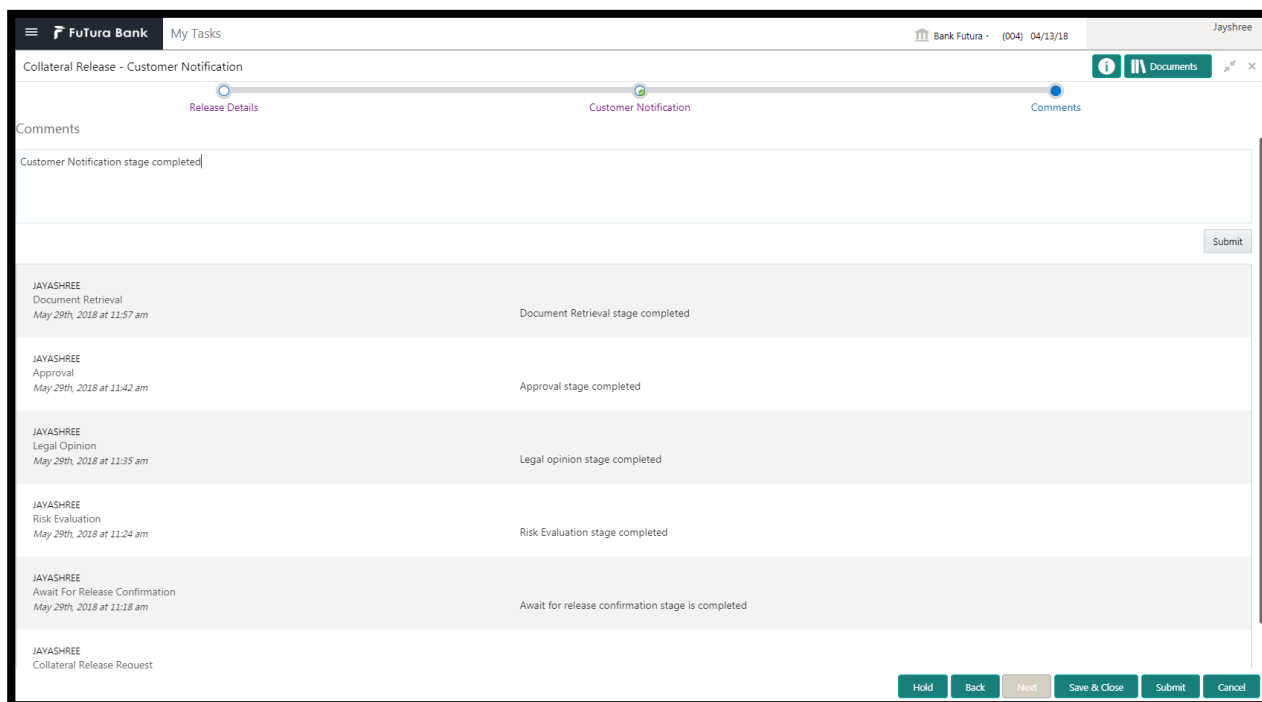 FuTura Bank
My Tasks
Bank Futura - (004) 04/13/18
Jayshree
Collateral Release - Customer Notification
Documents
Release Details
Customer Notification
Comments
Comments
Customer Notification stage completed
Submit
JAYASHREE
Document Retrieval
May 29th, 2018 at 11:57 am
Document Retrieval stage completed
JAYASHREE
Approval
May 29th, 2018 at 11:42 am
Approval stage completed
JAYASHREE
Legal Opinion
May 29th, 2018 at 11:35 am
Legal opinion stage completed
JAYASHREE
Risk Evaluation
May 29th, 2018 at 11:24 am
Risk Evaluation stage completed
JAYASHREE
Await For Release Confirmation
May 29th, 2018 at 11:18 am
Await for release confirmation stage is completed
JAYASHREE
Collateral Release Request
Hold
Back
Next
Save & Close
Submit
Cancel